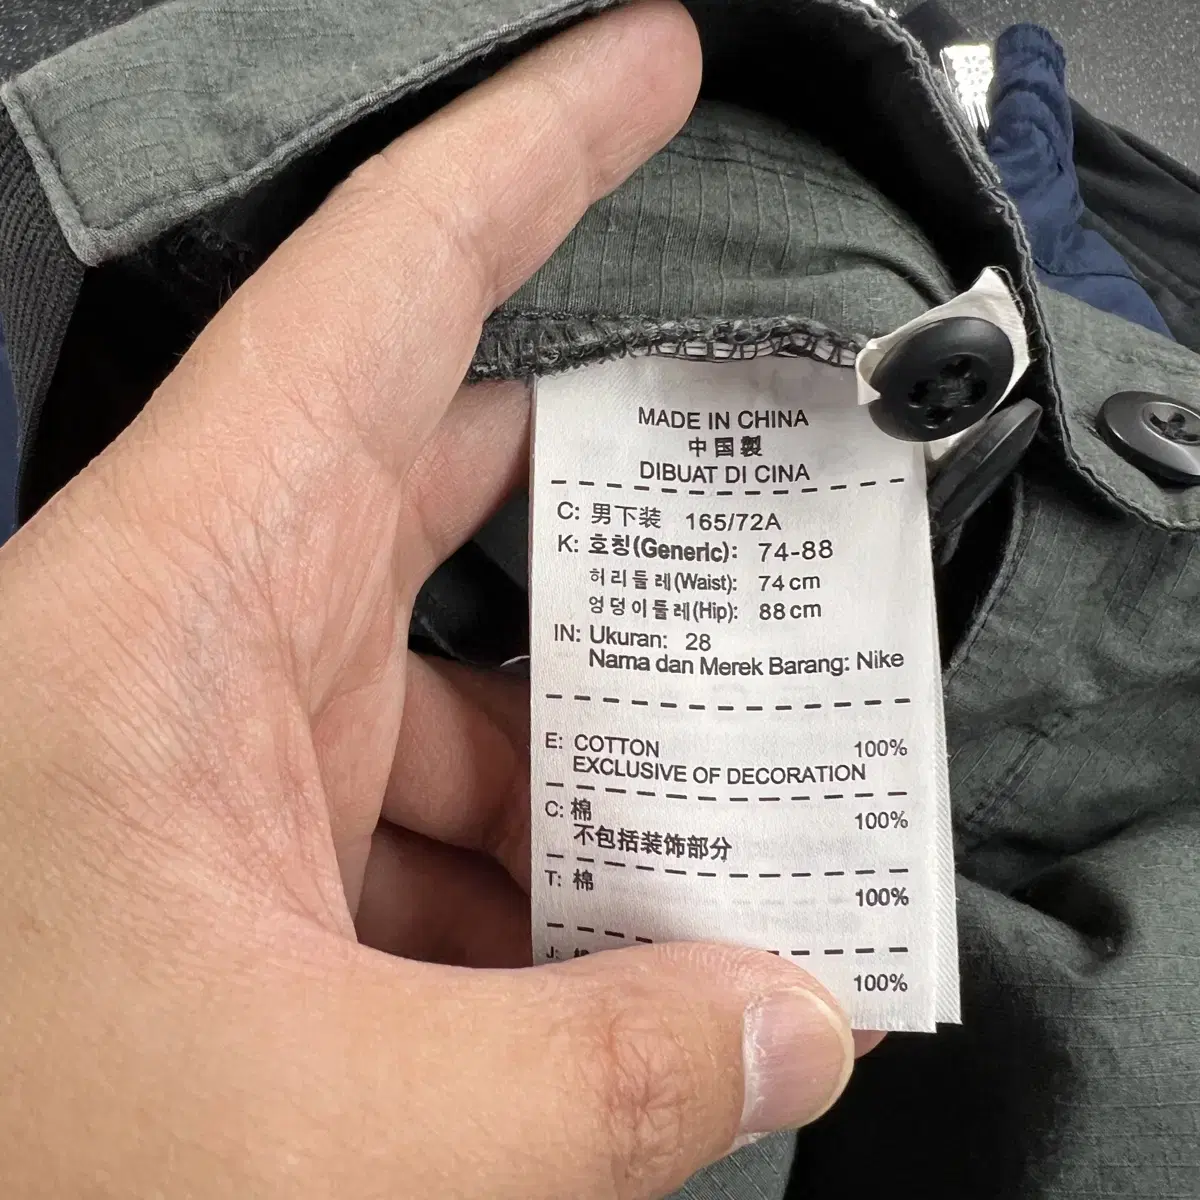 MADE IN CHINA
中国製
DIBUAT DI CINA
C: 男下装 165/72A
K: 호칭(Generic): 74-88
허리둘레(Waist): 74 cm
엉덩이둘레(Hip): 88 cm
IN: Ukuran: 28
Nama dan Merek Barang: Nike
E: COTTON 100%
EXCLUSIVE OF DECORATION
C: 棉 100%
不包括装饰部分
T: 棉 100%
J: 100%